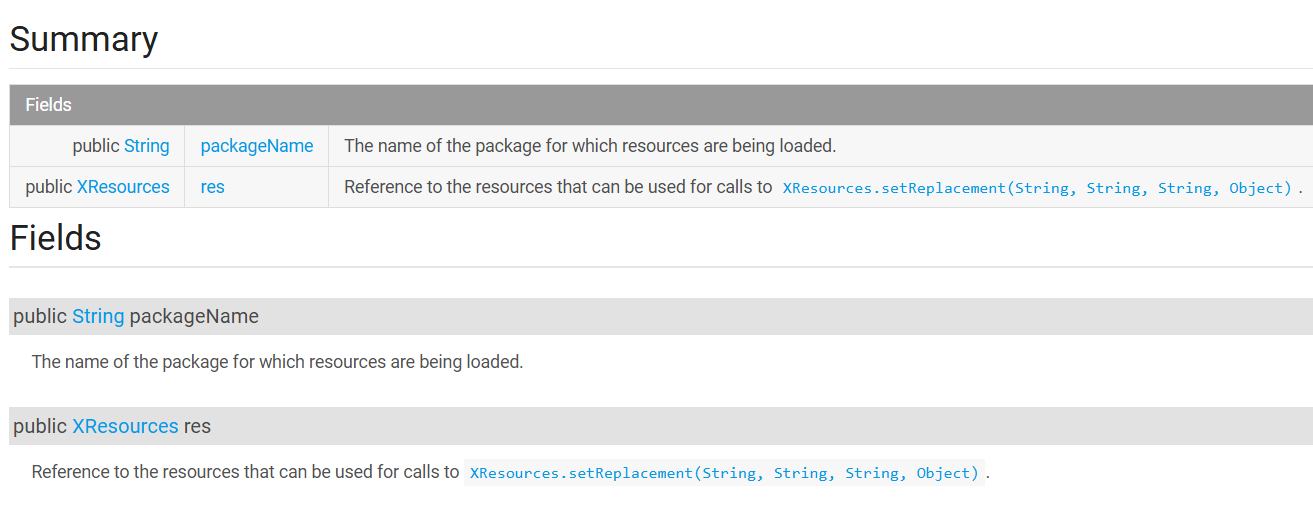 Summary
Fields
public String packageName The name of the package for which resources are being loaded.
public XResources res Reference to the resources that can be used for calls to XResources.setReplacement(String, String, String, Object) .
Fields
public String packageName
The name of the package for which resources are being loaded.
public XResources res
Reference to the resources that can be used for calls to XResources.setReplacement(String, String, String, Object) .